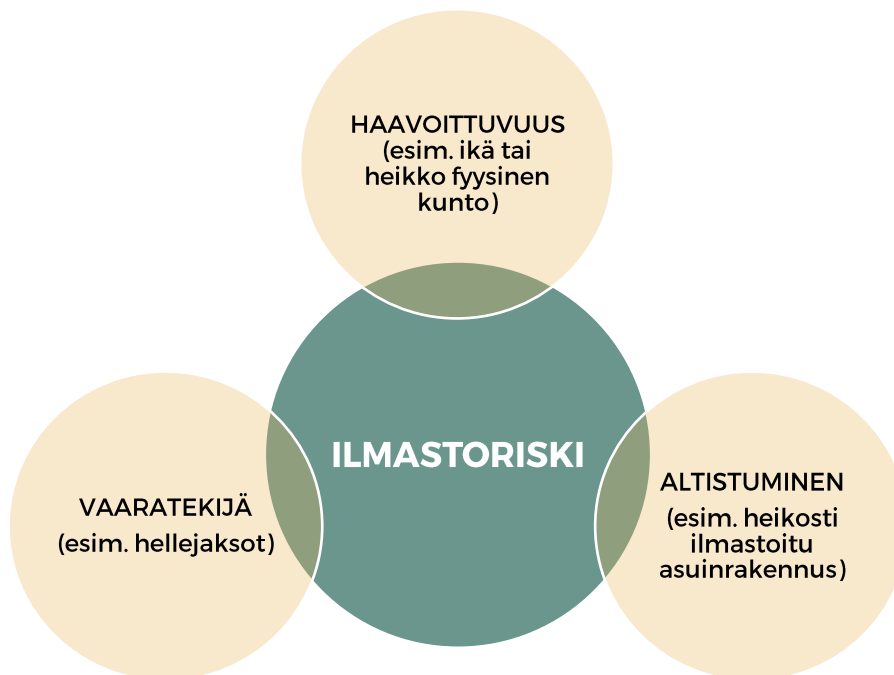 HAAVOITTUVUUS
(esim. ikä tai
heikko fyysinen
kunto)
ILMASTORISKI
VAARATEKIJÄ
(esim. hellejaksot)
ALTISTUMINEN
(esim. heikosti
ilmastoitu
asuinrakennus)